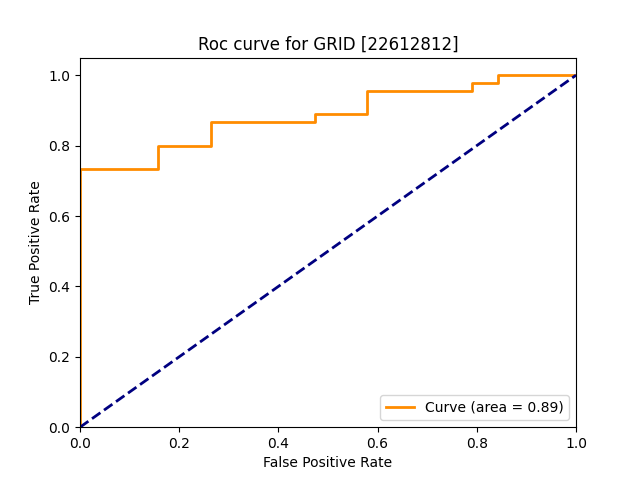 Roc curve for GRID [22612812]
True Positive Rate
1.0
0.8
0.6
0.4
0.2
0.0
0.0 0.2 0.4 0.6 0.8 1.0
False Positive Rate
Curve (area = 0.89)